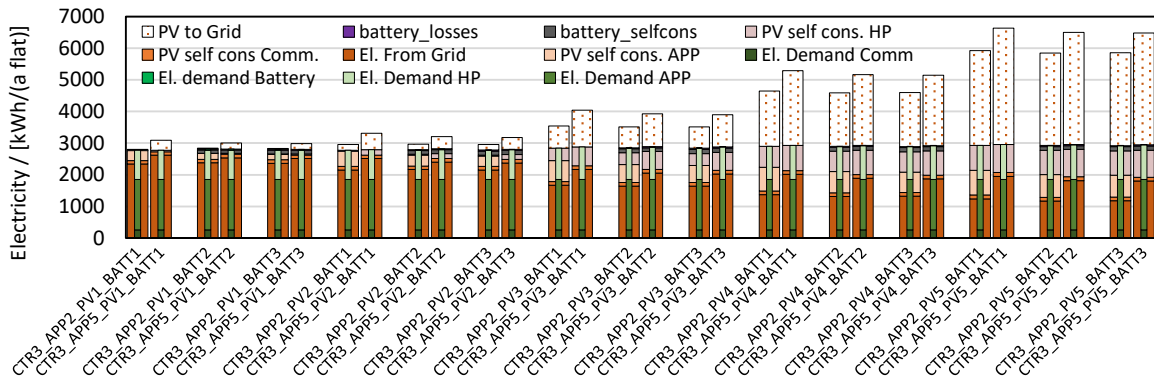 7000
6000
5000
4000
3000
2000
1000
0
Electricity / [kWh/(a flat)]
PV to Grid
battery_losses
battery_selfcons
PV self cons. HP
PV self cons Comm.
El. From Grid
PV self cons. APP
El. Demand Comm
El. demand Battery
El. Demand HP
El. Demand APP
CTR3_APP2_PV1_BATT1
CTR3_APP5_PV1_BATT1
CTR3_APP2_PV1_BATT2
CTR3_APP5_PV1_BATT2
CTR3_APP2_PV1_BATT3
CTR3_APP5_PV1_BATT3
CTR3_APP2_PV2_BATT1
CTR3_APP5_PV2_BATT1
CTR3_APP2_PV2_BATT2
CTR3_APP5_PV2_BATT2
CTR3_APP2_PV2_BATT3
CTR3_APP5_PV2_BATT3
CTR3_APP2_PV3_BATT1
CTR3_APP5_PV3_BATT1
CTR3_APP2_PV3_BATT2
CTR3_APP5_PV3_BATT2
CTR3_APP2_PV3_BATT3
CTR3_APP5_PV3_BATT3
CTR3_APP2_PV4_BATT1
CTR3_APP5_PV4_BATT1
CTR3_APP2_PV4_BATT2
CTR3_APP5_PV4_BATT2
CTR3_APP2_PV4_BATT3
CTR3_APP5_PV4_BATT3
CTR3_APP2_PV5_BATT1
CTR3_APP5_PV5_BATT1
CTR3_APP2_PV5_BATT2
CTR3_APP5_PV5_BATT2
CTR3_APP2_PV5_BATT3
CTR3_APP5_PV5_BATT3